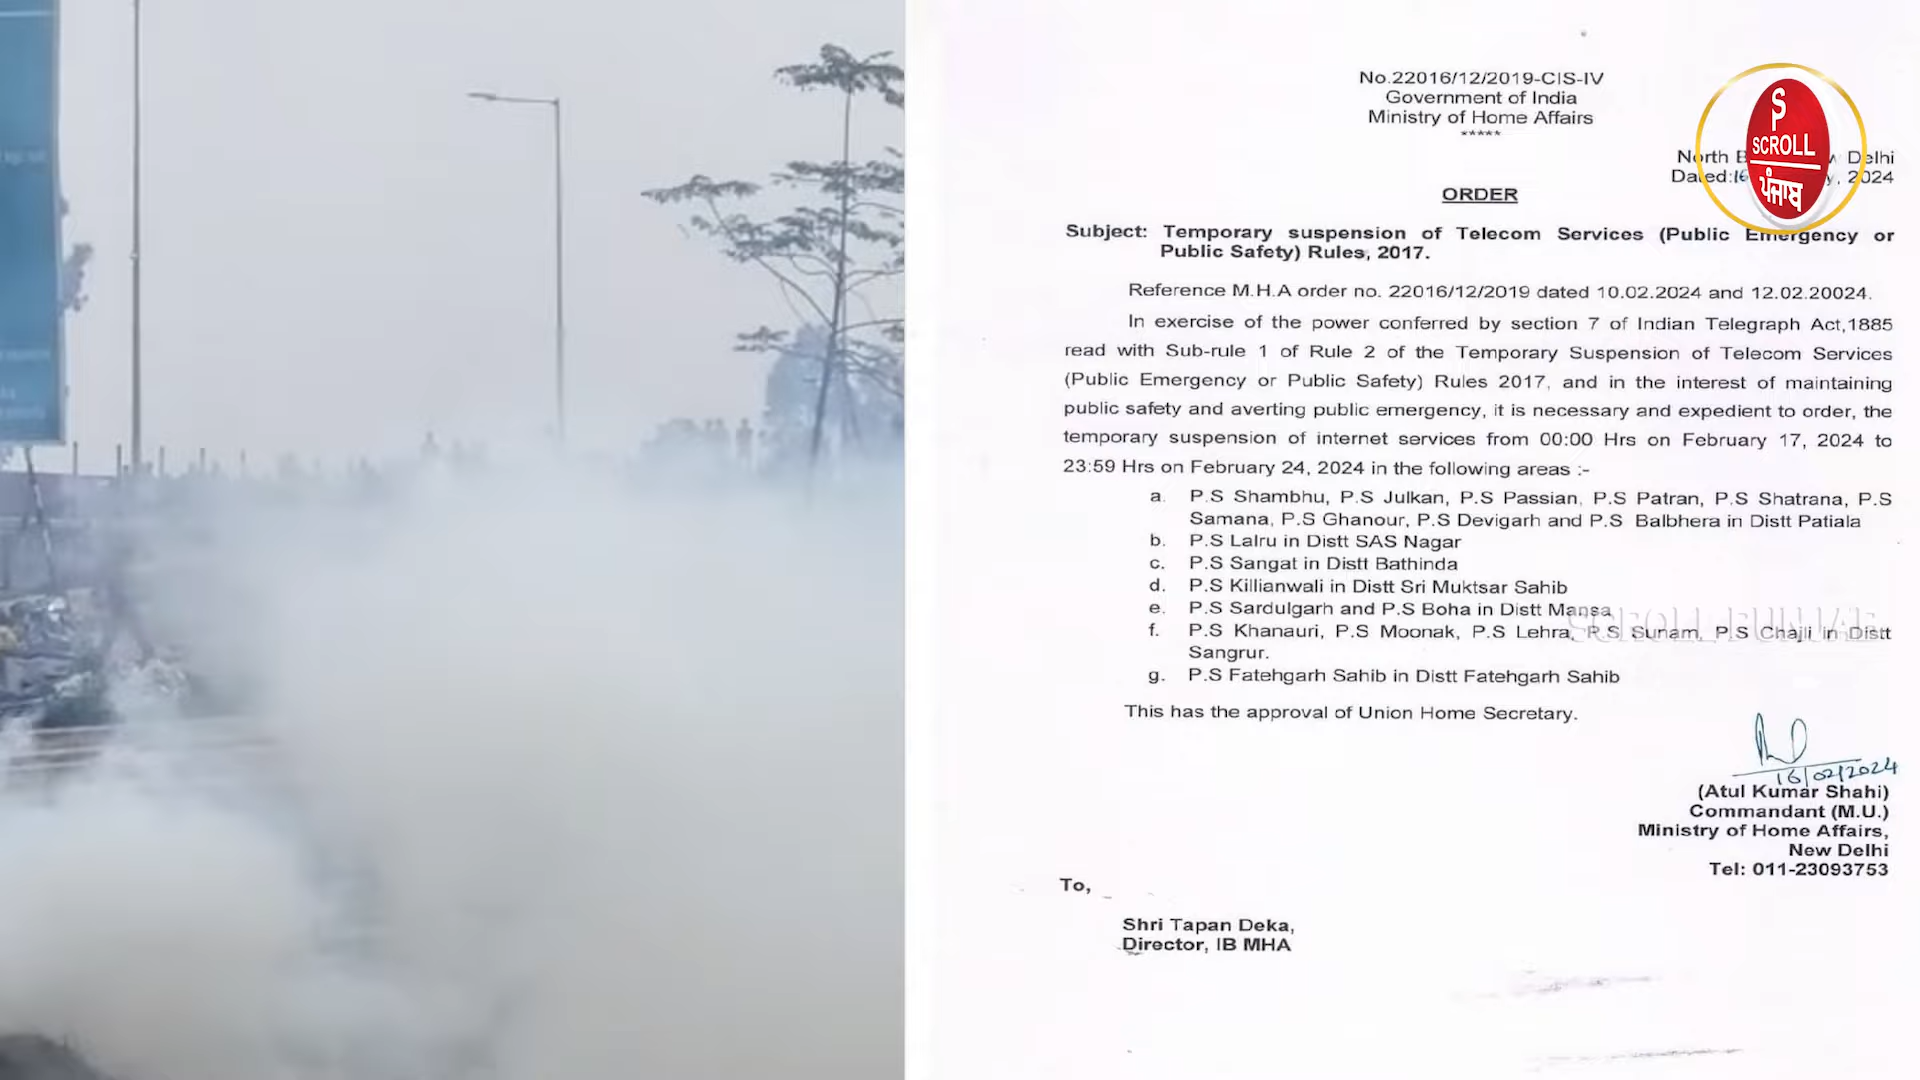 No.22016/12/2019-CIS-IV
Government of India
Ministry of Home Affairs
*****
North Delhi
Dated: 2024
S
P
SCROLL
ਪੰਜਾਬ
ORDER
Subject: Temporary suspension of Telecom Services (Public Emergency or
Public Safety) Rules, 2017.
Reference M.H.A order no. 22016/12/2019 dated 10.02.2024 and 12.02.20024.
In exercise of the power conferred by section 7 of Indian Telegraph Act,1885
read with Sub-rule 1 of Rule 2 of the Temporary Suspension of Telecom Services
(Public Emergency or Public Safety) Rules 2017, and in the interest of maintaining
public safety and averting public emergency, it is necessary and expedient to order, the
temporary suspension of internet services from 00:00 Hrs on February 17, 2024 to
23:59 Hrs on February 24, 2024 in the following areas :-
a. P.S Shambhu, P.S Julkan, P.S Passian, P.S Patran, P.S Shatrana, P.S
Samana, P.S Ghanour, P.S Devigarh and P.S Balbhera in Distt Patiala
b. P.S Lalru in Distt SAS Nagar
c. P.S Sangat in Distt Bathinda
d. P.S Killianwali in Distt Sri Muktsar Sahib
e. P.S Sardulgarh and P.S Boha in Distt Mansa
SCROLL PUNJAB
f. P.S Khanauri, P.S Moonak, P.S Lehra, P.S Sunam, P.S Chajli in Distt
Sangrur.
g. P.S Fatehgarh Sahib in Distt Fatehgarh Sahib
This has the approval of Union Home Secretary.
16/02/2024
(Atul Kumar Shahi)
Commandant (M.U.)
Ministry of Home Affairs,
New Delhi
Tel: 011-23093753
To,
Shri Tapan Deka,
Director, IB MHA